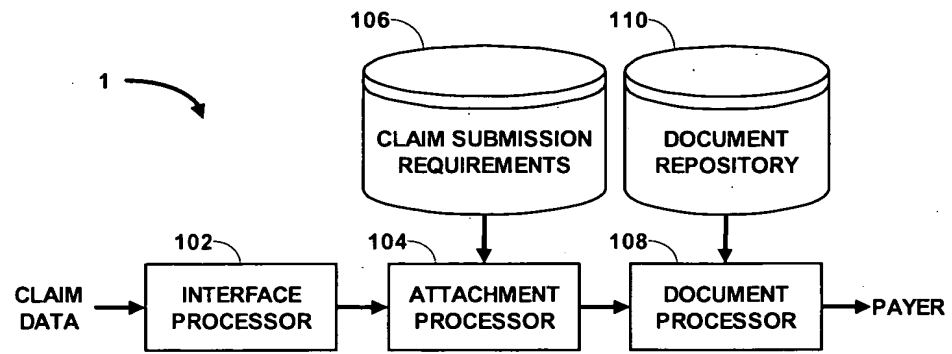 106
110
1
CLAIM SUBMISSION
REQUIREMENTS
DOCUMENT
REPOSITORY
102
104
108
CLAIM
DATA
INTERFACE
PROCESSOR
ATTACHMENT
PROCESSOR
DOCUMENT
PROCESSOR
PAYER